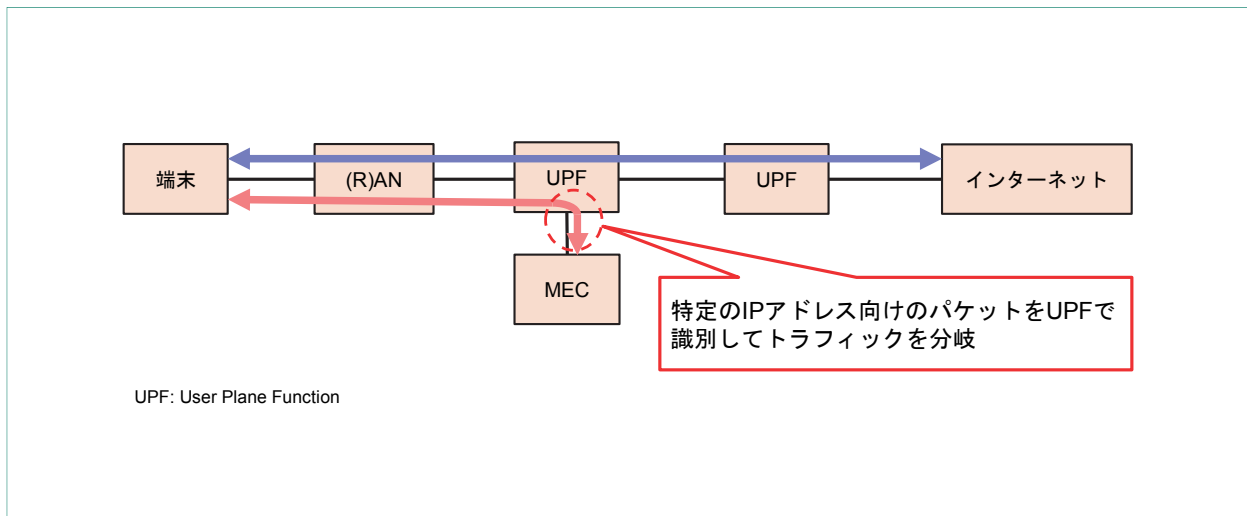 端末
(R)AN
UPF
UPF
インターネット
MEC
特定のIPアドレス向けのパケットをUPFで
識別してトラフィックを分岐
UPF: User Plane Function